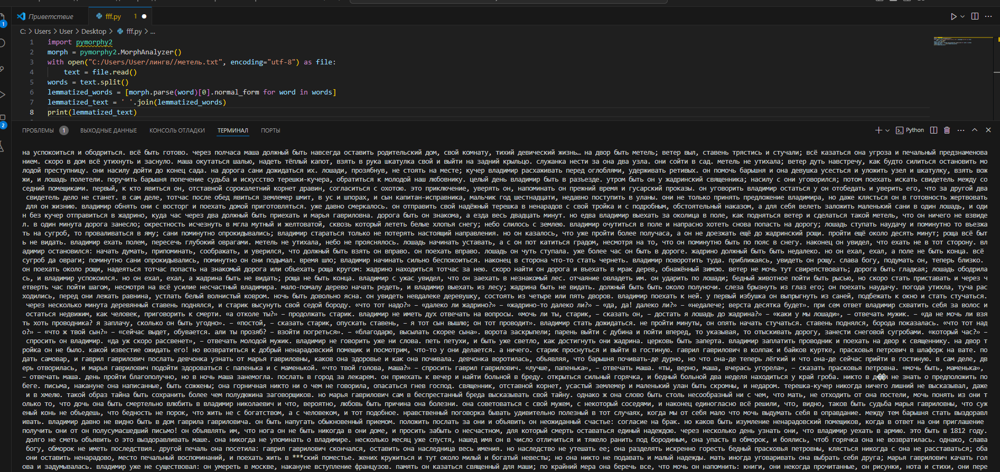 Приветствие
fff.py 1
C: > Users > User > Desktop > fff.py > ...
1 import pymorphy2
2 morph = pymorphy2.MorphAnalyzer()
3 with open("C:/Users/User/лингв//метель.txt", encoding="utf-8") as file:
4 text = file.read()
5 words = text.split()
6 lemmatized_words = [morph.parse(word)[0].normal_form for word in words]
7 lemmatized_text = ' '.join(lemmatized_words)
8 print(lemmatized_text)
ПРОБЛЕМЫ 1 ВЫХОДНЫЕ ДАННЫЕ КОНСОЛЬ ОТЛАДКИ ТЕРМИНАЛ ПОРТЫ Python
на успокоиться и ободриться. всё быть готово. через полчаса маша должный быть навсегда оставить родительский дом, свой комнату, тихий девический жизнь… на двор быть метель; ветер выл, ставень трястись и стучали; всё казаться она угроза и печальный предзнаменова
нием. скоро в дом всё утихнуть и заснуло. маша окутаться шалью, надеть тёплый капот, взять в рука шкатулка свой и выйти на задний крыльцо. служанка нести за она два узла. они сойти в сад. метель не утихала; ветер дуть навстречу, как будто силиться остановить мо
лодой преступницу. они насилу дойти до конец сада. на дорога сани дожидаться их. лошади, прозябнув, не стоять на месте; кучер владимир расхаживать перед оглоблями, удерживать ретивых. он помочь барышня и она девушка усесться и уложить узел и шкатулку, взять вож
жи, и лошадь полетели. поручить барышня попечение судьба и искусство терешки-кучера, обратиться к молодой наш любовнику. целый день владимир быть в разъезде. утром быть он у жадринский священника; насилу с они уговорился; потом поехать искать свидетель между со
седний помещиками. первый, к кто явиться он, отставной сорокалетний корнет дравин, согласиться с охотою. это приключение, уверять он, напоминать он прежний время и гусарский проказы. он уговорить владимир остаться у он отобедать и уверить его, что за другой два
свидетель дело не станет. в сам деле, тотчас после обед явиться землемер шмит, в ус и шпорах, и сын капитан-исправника, мальчик год шестнадцати, недавно поступить в уланы. они не только принять предложение владимира, но даже клясться он в готовность жертвовать
для он жизнию. владимир обнять они с восторг и поехать домой приготовляться. уже давно смеркалось. он отправить свой надёжный терешка в ненарадов с свой тройка и с подробным, обстоятельный наказом, а для себя велеть заложить маленький сани в один лошадь, и оди
н без кучер отправиться в жадрино, куда час через два должный быть приехать и марья гавриловна. дорога быть он знакома, а езда весь двадцать минут. но едва владимир выехать за околица в поле, как подняться ветер и сделаться такой метель, что он ничего не взвиде
л. в один минута дорога занесло; окрестность исчезнуть в мгла мутный и желтоватой, сквозь который лететь белые хлопья снегу; небо слилось с землею. владимир очутиться в поле и напрасно хотеть снова попасть на дорогу; лошадь ступать наудачу и поминутно то въезжа
ть на сугроб, то проваливаться в яму; сани поминутно опрокидывались; владимир стараться только не потерять настоящий направления. но он казалось, что уже пройти более получаса, а он не доезжать ещё до жадринский рощи. пройти ещё около десять минут; роща всё быт
ь не видать. владимир ехать полем, пересечь глубокий оврагами. метель не утихала, небо не прояснялось. лошадь начинать уставать, а с он пот катиться градом, несмотря на то, что он поминутно быть по пояс в снегу. наконец он увидел, что ехать не в тот сторону. вл
адимир остановился: начать думать, припоминать, соображать, и уверился, что должный быть взять он вправо. он поехать вправо. лошадь он чуть ступала. уже более час он быть в дороге. жадрино должный быть быть недалеко. но он ехал, ехал, а поле не быть конца. всё
сугроб да овраги; поминутно сани опрокидывались, поминутно он они подымал. время шло; владимир начинать сильно беспокоиться. наконец в сторона что-то стать чернеть. владимир поворотить туда. приближаясь, увидеть он рощу. слава богу, подумать он, теперь близко.
он поехать около рощи, надеяться тотчас попасть на знакомый дорога или объехать роща кругом: жадрино находиться тотчас за нею. скоро найти он дорога и въехать в мрак дерев, обнажённый зимою. ветер не мочь тут свирепствовать; дорога быть гладкая; лошадь ободрила
сь, и владимир успокоился. но он ехал, ехал, а жадрина быть не видать; роща не быть конца. владимир с ужас увидел, что он заехать в незнакомый лес. отчаяние овладеть им. он ударить по лошади; бедный животное пойти быть рысью, но скоро стать приставать и через ч
етверть час пойти шагом, несмотря на всё усилие несчастный владимира. мало-помалу дерево начать редеть, и владимир выехать из лесу; жадрина быть не видать. должный быть быть около полуночи. слеза брызнуть из глаз его; он поехать наудачу. погода утихла, туча рас
ходились, перед они лежать равнина, устлать белый волнистый ковром. ночь быть довольно ясна. он увидеть невдалеке деревушку, состоять из четыре или пять дворов. владимир поехать к ней. у первый избушка он выпрыгнуть из саней, подбежать к окно и стать стучаться.
через несколько минута деревянный ставень поднялся, и старик высунуть свой седой бороду. «что тот надо?» – «далеко ли жадрино?» – «жадрино-то далеко ли?» – «да, да! далеко ли?» – «недалече; верста десятка будет». при сем ответ владимир схватить себя за волос и
остаться недвижим, как человек, приговорить к смерти. «а отколе ты?» – продолжать старик. владимир не иметь дух отвечать на вопросы. «мочь ли ты, старик, – сказать он, – достать я лошадь до жадрина?» – «каки у мы лошади», – отвечать мужик. – «да не мочь ли взя
ть хоть проводника? я заплачу, сколько он быть угодно». – «постой, – сказать старик, опускать ставень, – я тот сын вышлю; он тот проводит». владимир стать дожидаться. не пройти минуты, он опять начать стучаться. ставень поднялся, борода показалась. «что тот над
о?» – «что ж твой сын?» – «сейчас выдет, обувается. али ты прозяб? – взойти погреться». – «благодарю, высылать скорее сына». ворота заскрыпели; парень выйти с дубина и пойти вперед, то указывая, то отыскивать дорогу, занести снеговой сугробами. «который час?» –
спросить он владимир. «да уж скоро рассвенет», – отвечать молодой мужик. владимир не говорить уже ни слова. петь петухи, и быть уже светло, как достигнуть они жадрина. церковь быть заперта. владимир заплатить проводник и поехать на двор к священнику. на двор т
ройка он не было. какой известие ожидать его! но возвратиться к добрый ненарадовский помещик и посмотрим, что-то у они делается. а ничего. старик проснуться и выйти в гостиную. гаврил гаврилович в колпак и байков куртке, прасковья петрович в шлафорк на вате. по
дать самовар, и гаврил гаврилович послать девчонка узнать от марья гавриловны, каков она здоровье и как она почивала. девчонка воротилась, объявляя, что барышня почивать-де дурно, но что она-де теперь лёгкий и что она-де сейчас прийти в гостиную. в сам деле, дв
ерь отворилась, и марья гаврилович подойти здороваться с папенька и с маменькой. «что твой голова, маша?» – спросить гаврил гаврилович. «лучше, папенька», – отвечать маша. «ты, верно, маша, вчерась угорела», – сказать прасковья петровна. «мочь быть, маменька»,
– отвечать маша. день пройти благополучно, но в ночь маша занемогла. послать в город за лекарем. он приехать к вечер и найти больной в бреду. открыться сильный горячка, и бедный больной два неделя находиться у край гроба. никто в не знать о предположить по
беге. письма, накануне она написанные, быть сожжены; она горничная никто ни о чем не говорила, опасаться гнев господ. священник, отставной корнет, усастый землемер и маленький улан быть скромны, и недаром. терешка-кучер никогда ничего лишний не высказывал, даже
и в хмелю. такой образ тайна быть сохранить более чем полудюжина заговорщиков. но марья гаврилович сам в беспрестанный бреда высказывать свой тайну. однако ж она слово быть столь несообразный ни с чем, что мать, не отходить от она постели, мочь понять из они т
олько то, что дочь она быть смертельно влюбить в владимир николаевич и что, вероятно, любовь быть причина она болезни. она советоваться с свой мужем, с некоторый соседями, и наконец единогласно всё решили, что, видно, таков быть судьба марья гавриловны, что суж
еный конь не объедешь, что бедность не порок, что жить не с богатством, а с человеком, и тот подобное. нравственный поговорка бывать удивительно полезный в тот случаях, когда мы от себя мало что мочь выдумать себя в оправдание. между тем барышня стать выздоравл
ивать. владимир давно не видно быть в дом гаврила гавриловича. он быть напугать обыкновенный приемом. положить послать за они и объявить он неожиданный счастье: согласие на брак. но каков быть изумление ненарадовский помещиков, когда в ответ на они приглашение
получить они от он полусумасшедший письмо! он объявлять им, что нога он не быть никогда в они доме, и просить забыть о несчастном, для который смерть оставаться единый надеждою. через несколько день узнать они, что владимир уехать в армию. это быть в 1812 году.
долго не сметь объявить о это выздоравливать маше. она никогда не упоминать о владимире. несколько месяц уже спустя, нашед имя он в число отличиться и тяжело ранить под бородиным, она упасть в обморок, и боялись, чтоб горячка она не возвратилась. однако, слава
богу, обморок не иметь последствия. другой печаль она посетила: гаврил гаврилович скончался, оставить она наследница весь имения. но наследство не утешать ее; она разделять искренно горесть бедный прасковья петровны, клясться никогда с она не расставаться; оба
они оставить ненарадово, место печальный воспоминаний, и поехать жить в ***ский поместье. жених кружиться и тут около милый и богатый невесты; но она никто не подавать и малый надежды. мать иногда уговаривать она выбрать себя друга; марья гаврилович качать гол
ова и задумывалась. владимир уже не существовал: он умереть в москве, накануне вступление французов. память он казаться священный для маши; по крайний мера она беречь все, что мочь он напомнить: книги, они некогда прочитанные, он рисунки, нота и стихи, они пере